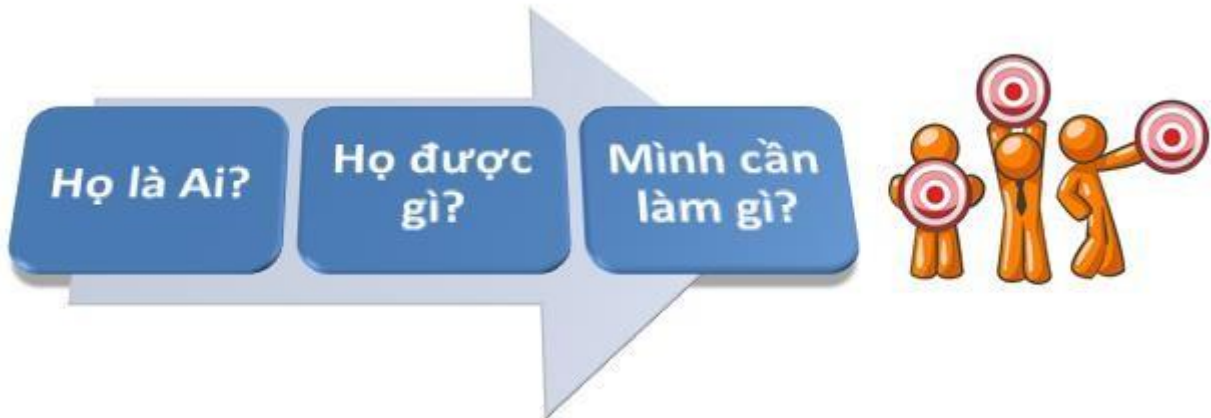 Họ là Ai?
Họ được
gì?
Mình cần
làm gì?